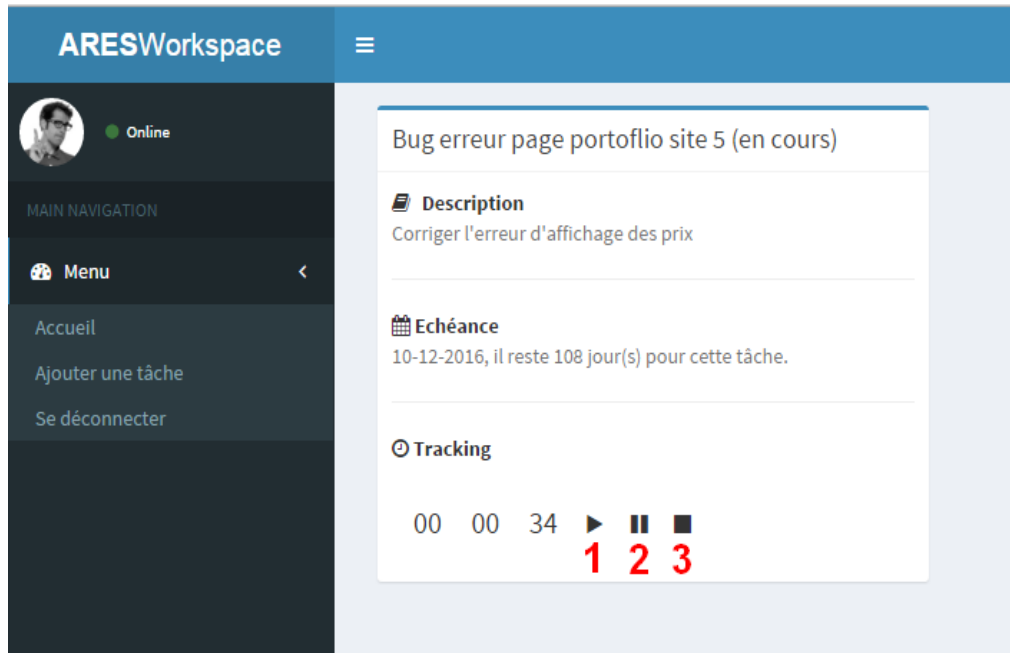 ARESWorkspace
Online
MAIN NAVIGATION
Menu
Accueil
Ajouter une tâche
Se déconnecter
Bug erreur page portoflio site 5 (en cours)
Description
Corriger l'erreur d'affichage des prix
Echéance
10-12-2016, il reste 108 jour(s) pour cette tâche.
Tracking
00 00 34
1 2 3